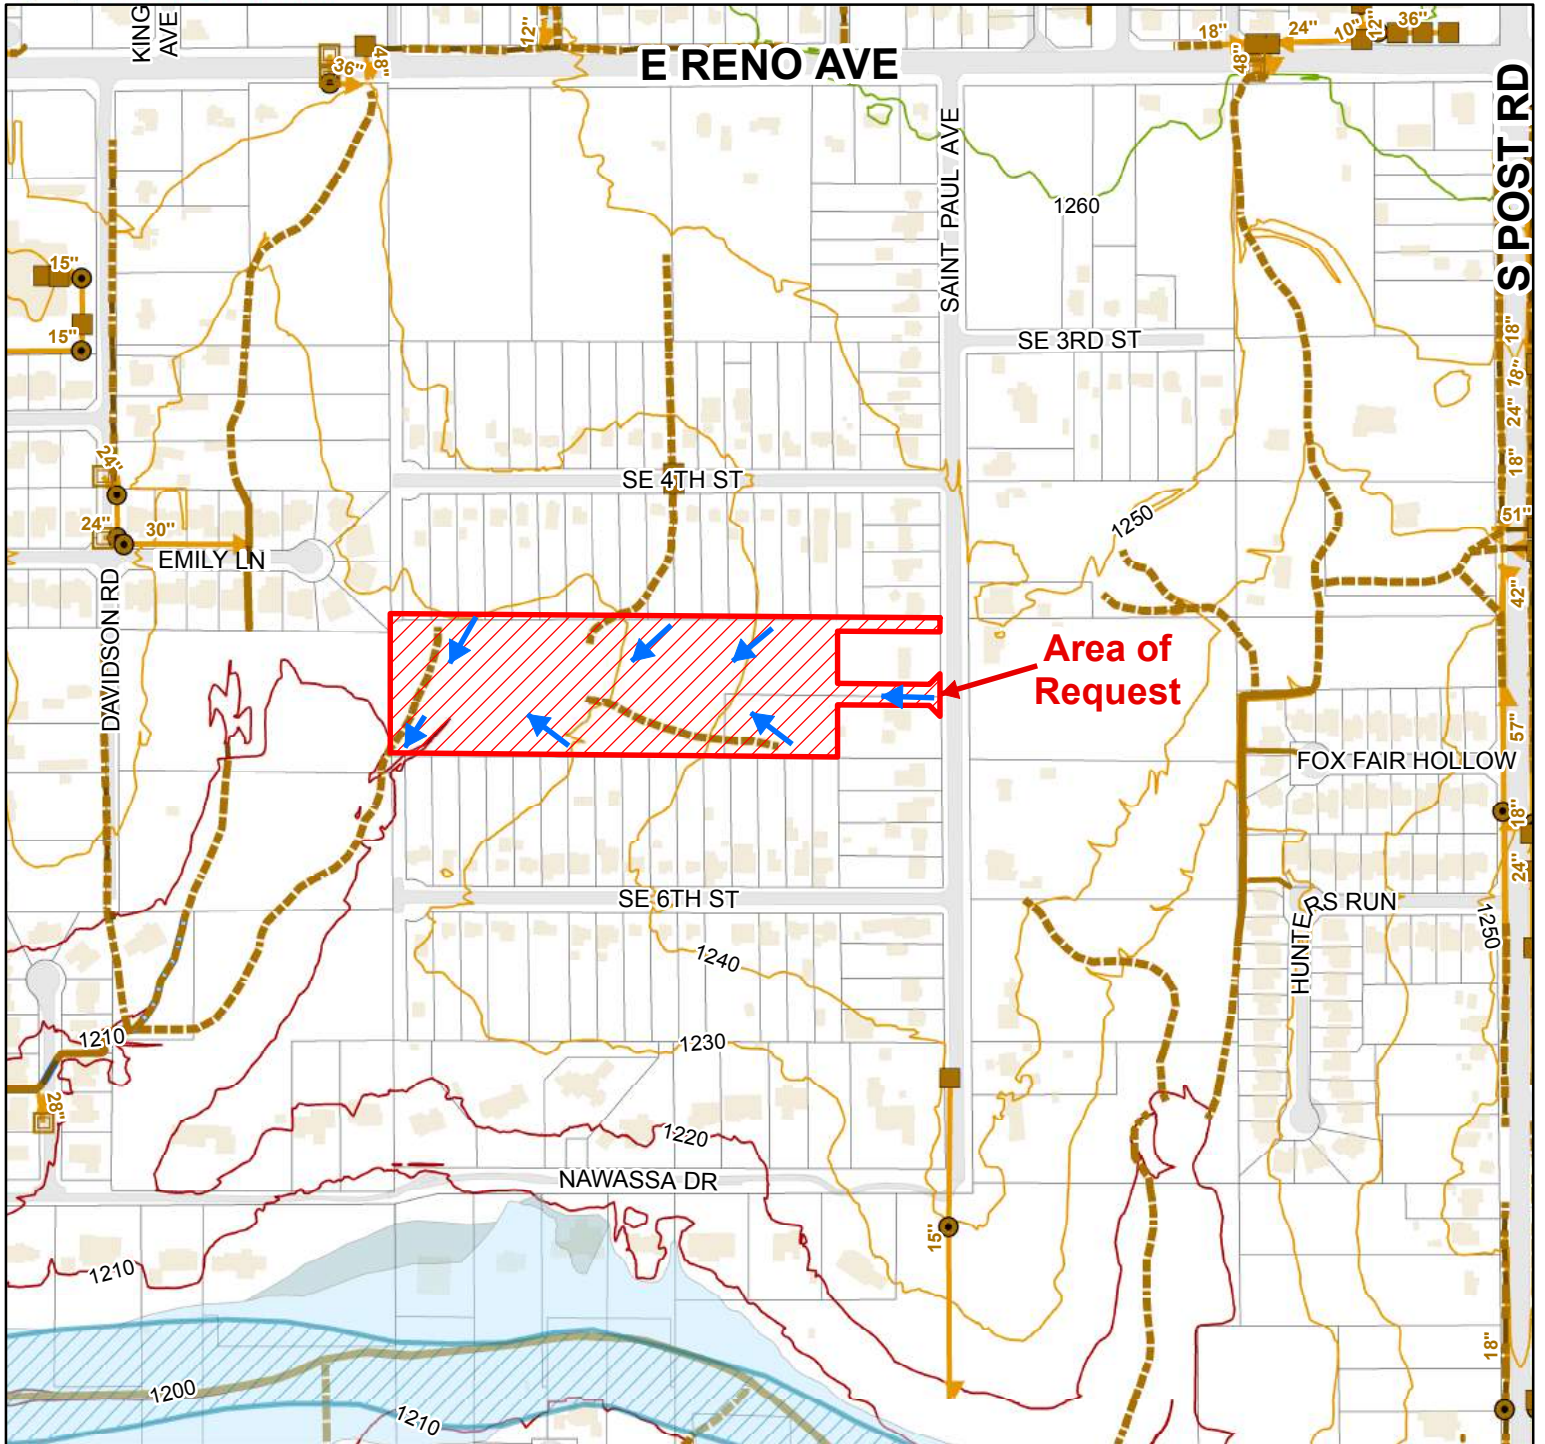 KING
AVE
12"
48"
36"
E RENO AVE
18"
24"
10"
12"
36"
48"
S POST RD
SAINT PAUL AVE
1260
15"
15"
SE 3RD ST
18"
18"
24"
18"
24"
24"
30"
EMILY LN
SE 4TH ST
1250
51"
42"
DAVIDSON RD
Area of
Request
57"
FOX FAIR HOLLOW
18"
24"
SE 6TH ST
HUNTERS RUN
1250
1240
1230
1210
28"
1220
NAWASSA DR
15"
1210
18"
1200
1210